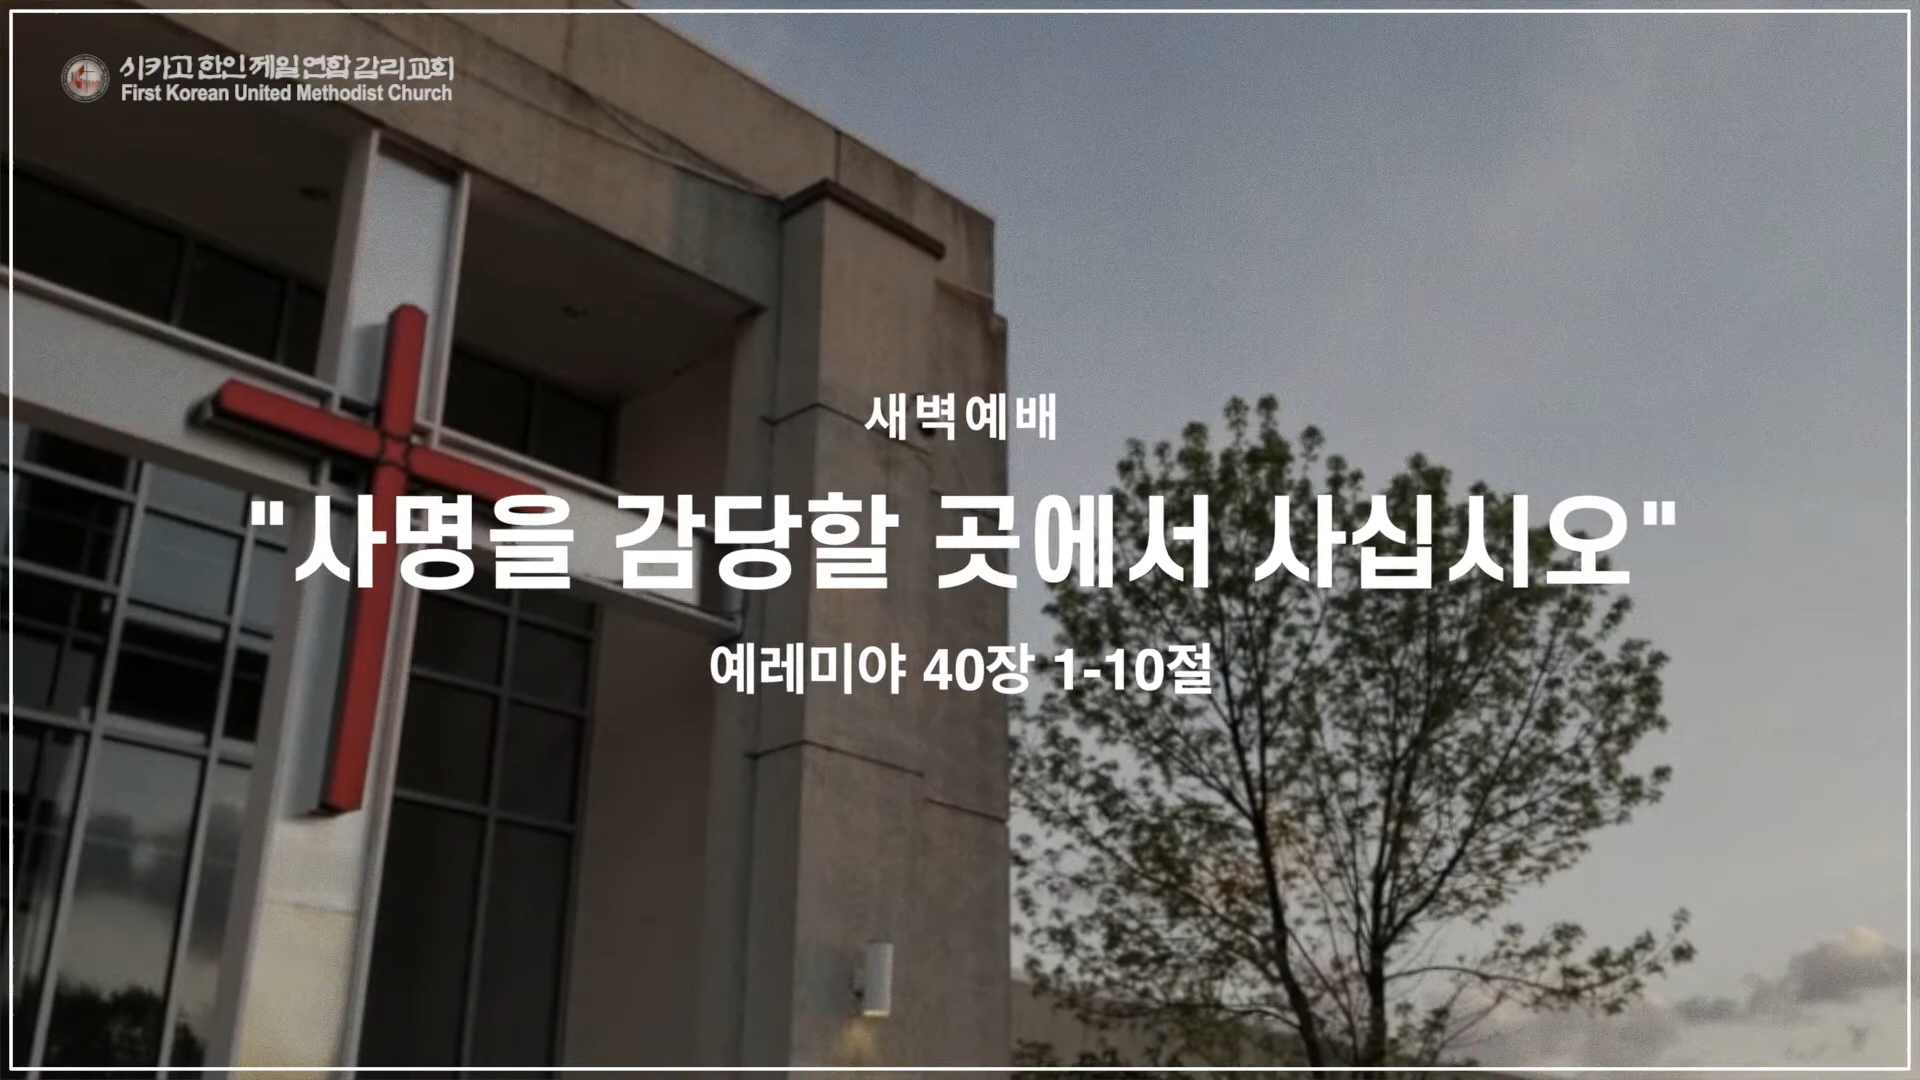 시카고 한인 제일 연합 감리 교회
First Korean United Methodist Church
새벽예배
"사명을 감당할 곳에서 사십시오"
예레미야 40장 1-10절